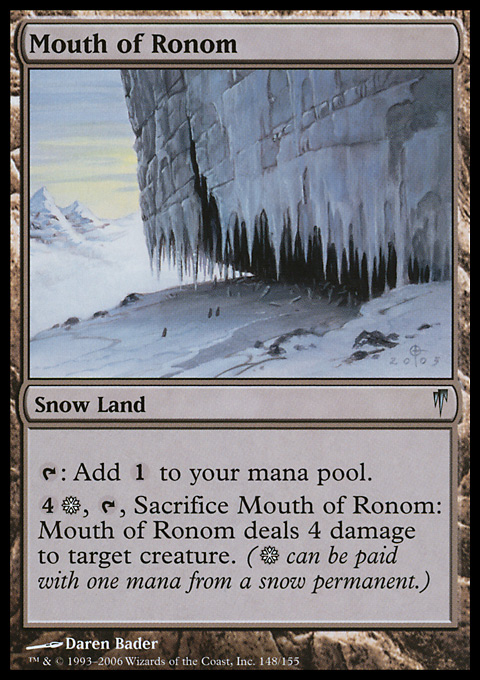 Mouth of Ronom
2005
Snow Land
: Add 1 to your mana pool.
4 , , Sacrifice Mouth of Ronom:
Mouth of Ronom deals 4 damage
to target creature. ( can be paid
with one mana from a snow permanent.)
Daren Bader
™ & © 1993–2006 Wizards of the Coast, Inc. 148/155